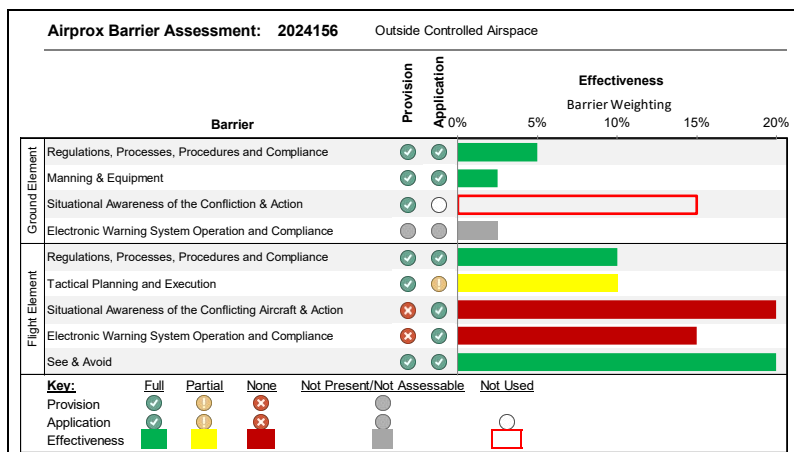 Airprox Barrier Assessment: 2024156 Outside Controlled Airspace
Barrier
Provision
Application
Effectiveness
Barrier Weighting
0% 5% 10% 15% 20%
Ground Element
Regulations, Processes, Procedures and Compliance
Manning & Equipment
Situational Awareness of the Confliction & Action
Electronic Warning System Operation and Compliance
Flight Element
Regulations, Processes, Procedures and Compliance
Tactical Planning and Execution
Situational Awareness of the Conflicting Aircraft & Action
Electronic Warning System Operation and Compliance
See & Avoid
Key: Full Partial None Not Present/Not Assessable Not Used
Provision
Application
Effectiveness